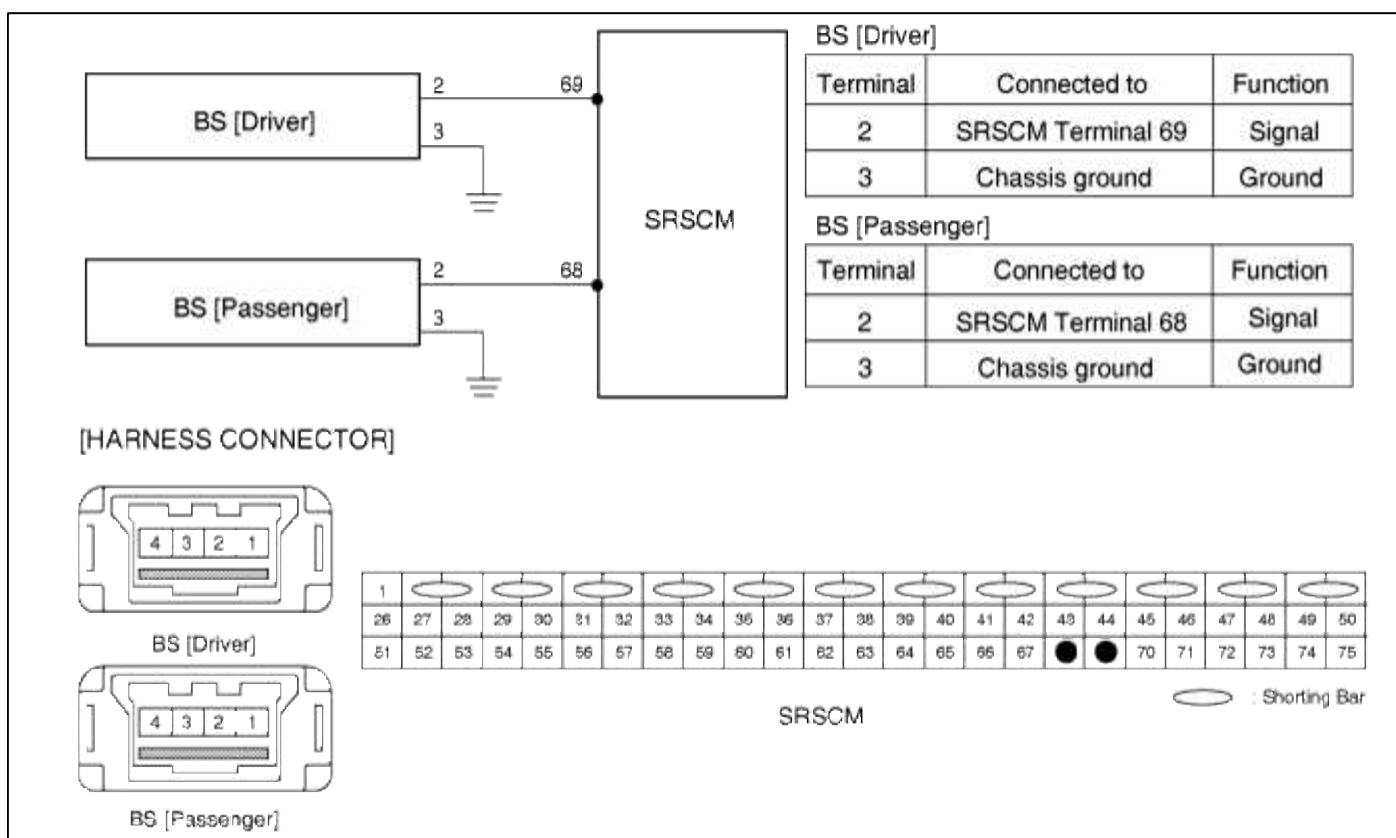 BS [Driver]
2
69
3
SRSCM
BS [Passenger]
2
68
3
BS [Driver]
Terminal Connected to Function
2 SRSCM Terminal 69 Signal
3 Chassis ground Ground
BS [Passenger]
Terminal Connected to Function
2 SRSCM Terminal 68 Signal
3 Chassis ground Ground
[HARNESS CONNECTOR]
4 3 2 1
BS [Driver]
4 3 2 1
BS [Passenger]
1
26 27 28 29 30 31 32 33 34 35 36 37 38 39 40 41 42 43 44 45 46 47 48 49 50
51 52 53 54 55 56 57 58 59 60 61 62 63 64 65 66 67 70 71 72 73 74 75
: Shorting Bar
SRSCM